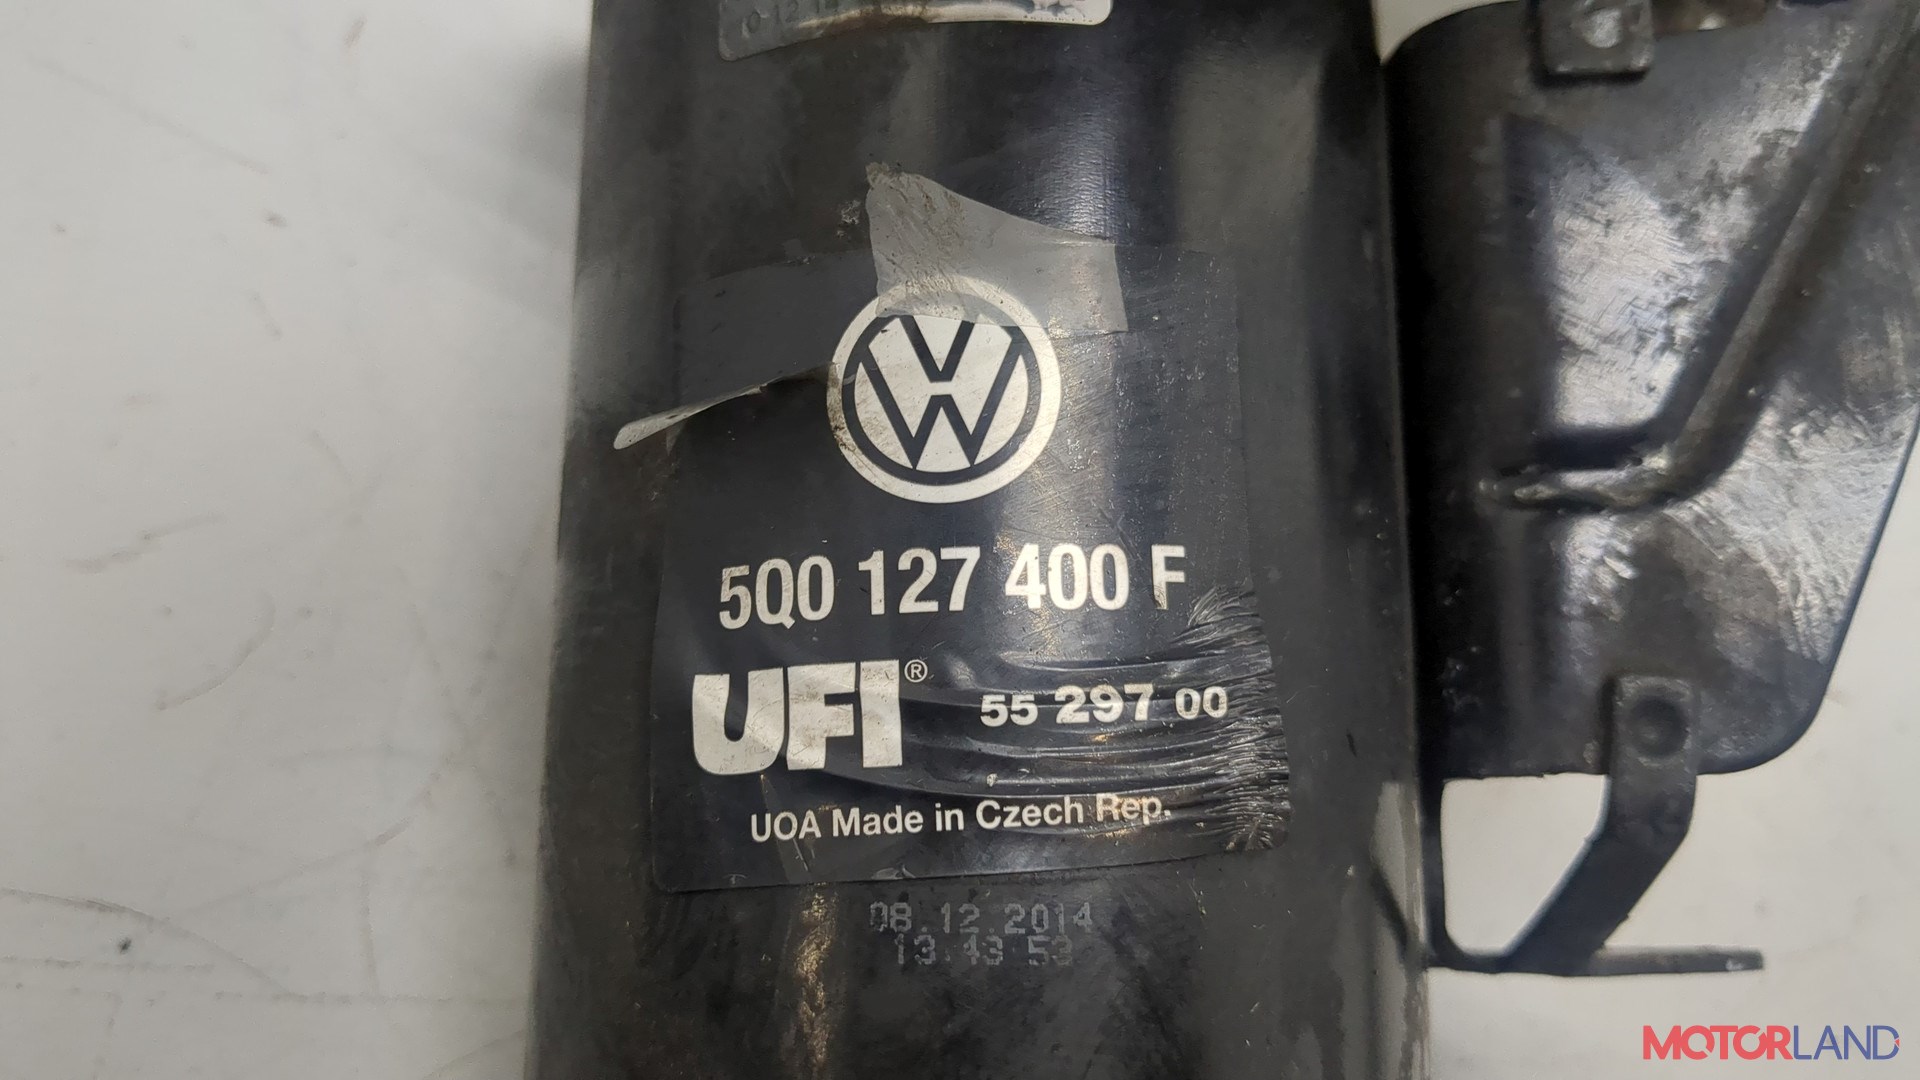 5Q0 127 400 F
UFI® 55 297 00
UOA Made in Czech Rep.
08.12.2014
13:43 53
MOTORLAND